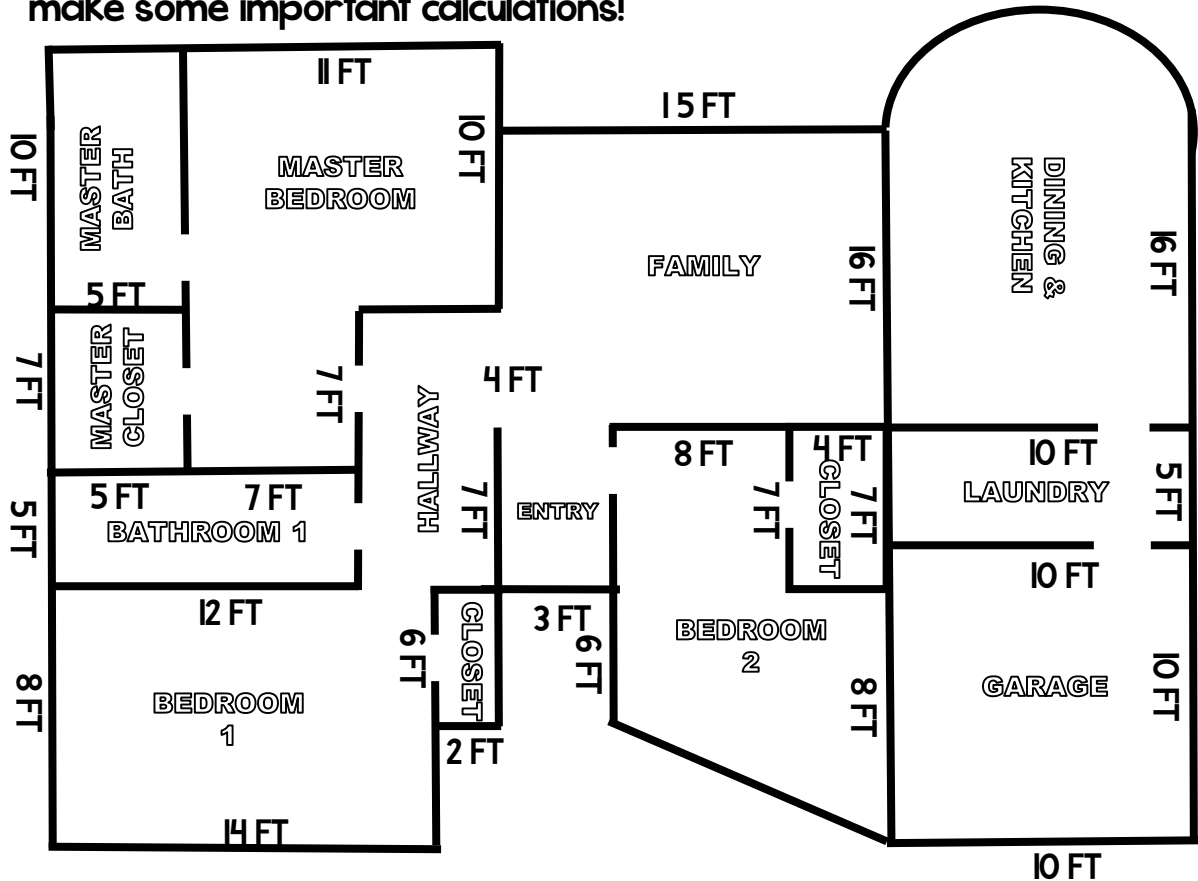 make some important calculations!
11 FT
10 FT
MASTER
BATH
5 FT
MASTER
BEDROOM
10 FT
15 FT
FAMILY
16 FT
DINING &
KITCHEN
16 FT
7 FT
MASTER
CLOSET
7 FT
HALLWAY
4 FT
5 FT
5 FT
7 FT
BATHROOM 1
7 FT
ENTRY
8 FT
7 FT
4 FT
CLOSET
7 FT
10 FT
LAUNDRY
5 FT
12 FT
8 FT
BEDROOM
1
14 FT
6 FT
CLOSET
2 FT
3 FT
6 FT
BEDROOM
2
8 FT
10 FT
GARAGE
10 FT
10 FT